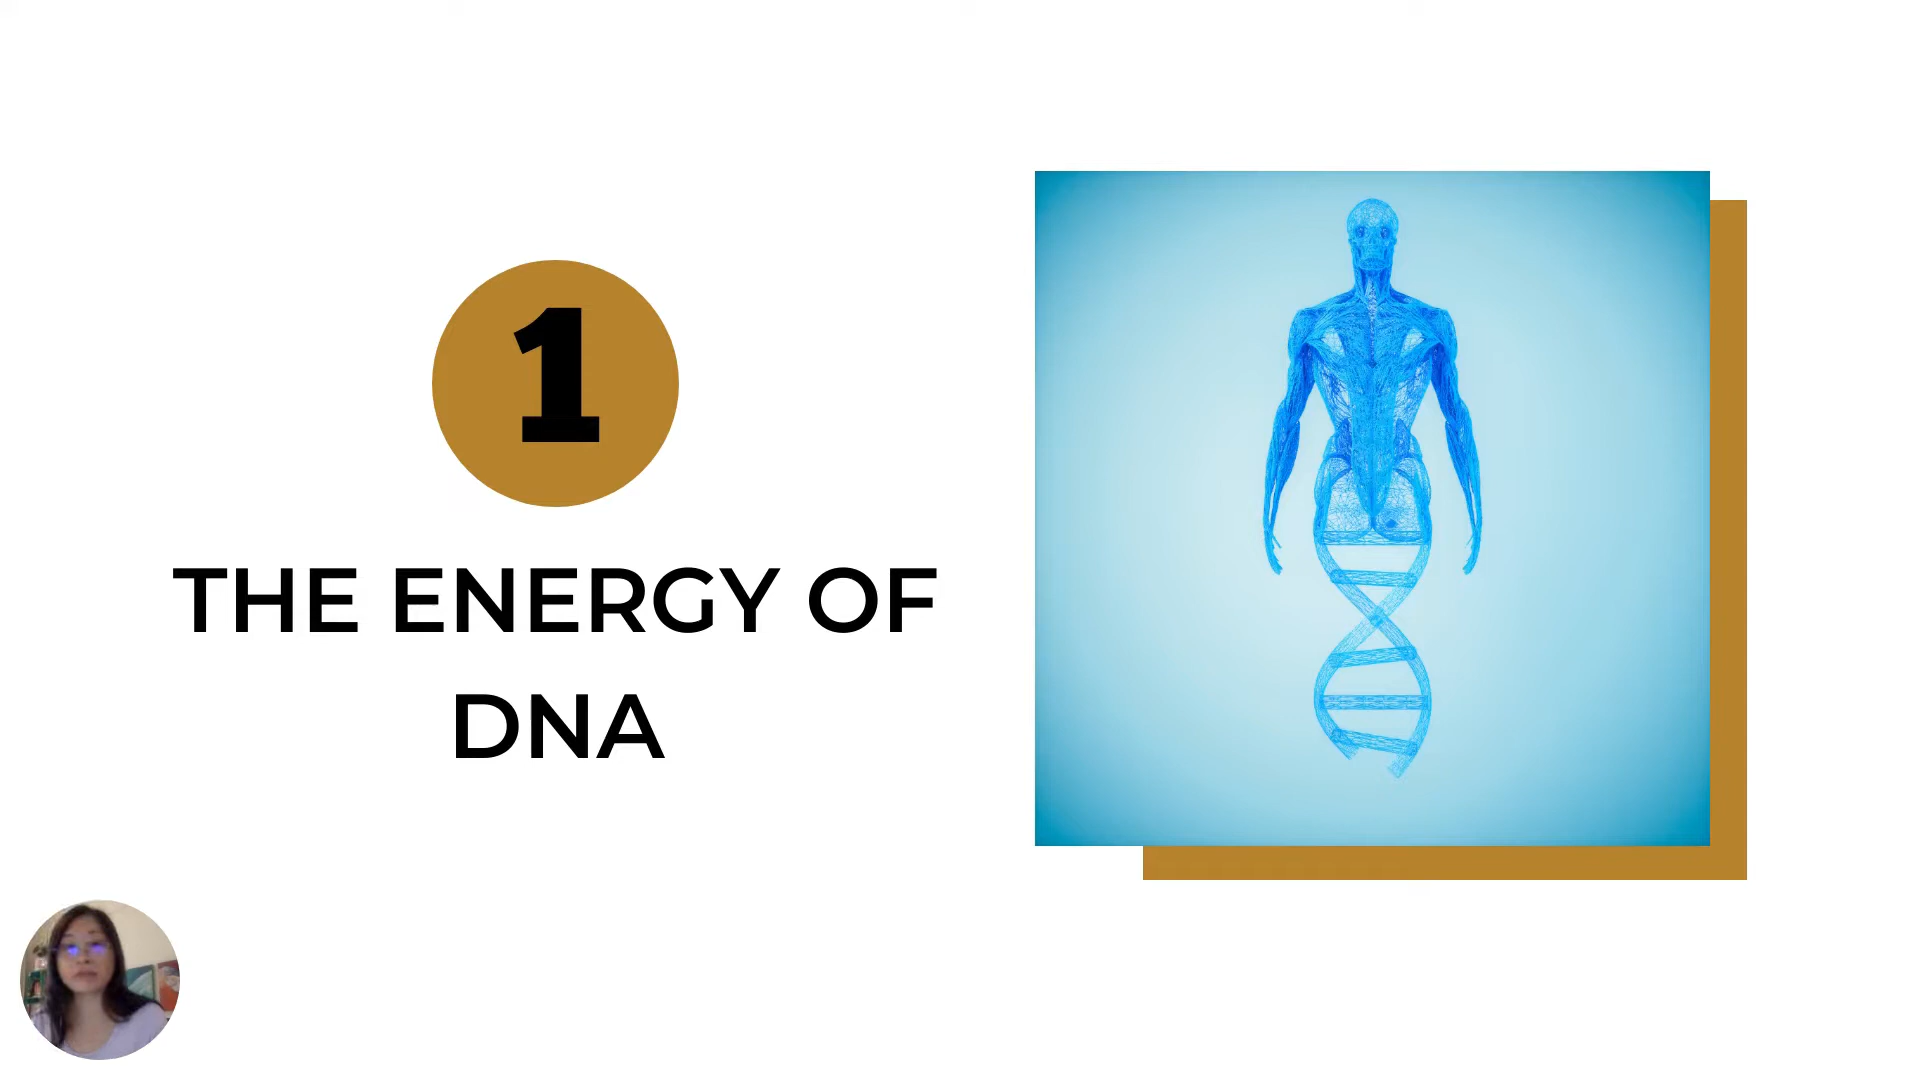 1
THE ENERGY OF
DNA